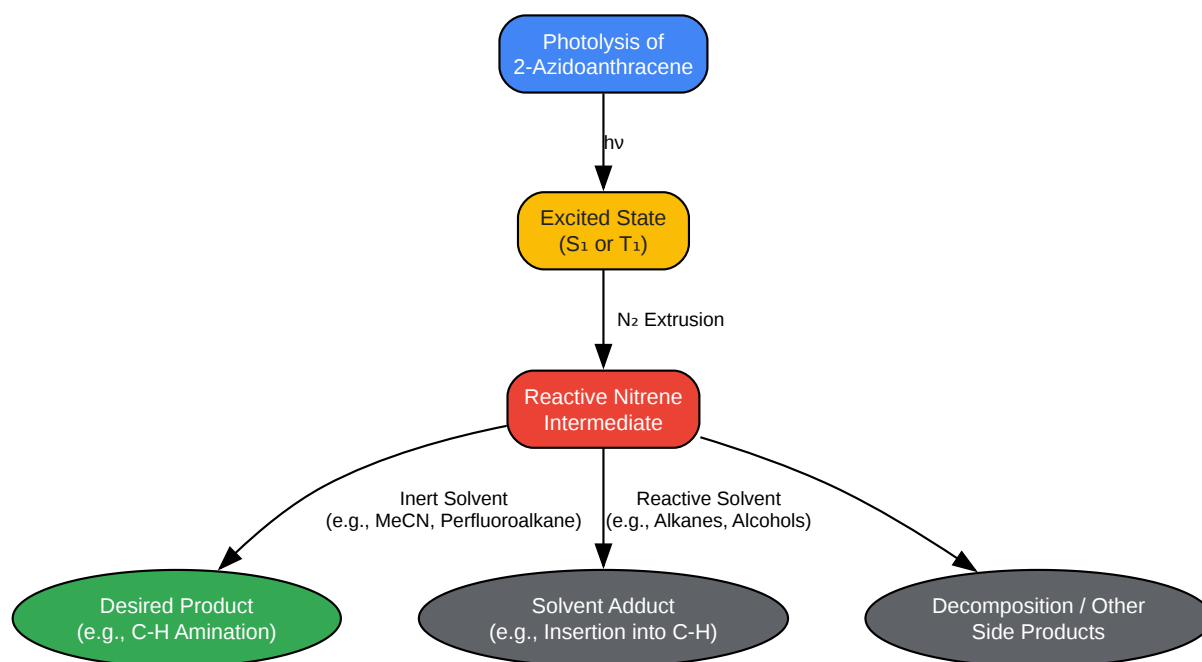 Photolysis of
2-Azidoanthracene
hν
Excited State
(S₁ or T₁)
N₂ Extrusion
Reactive Nitrene
Intermediate
Inert Solvent
(e.g., MeCN, Perfluoroalkane)
Reactive Solvent
(e.g., Alkanes, Alcohols)
Desired Product
(e.g., C-H Amination)
Solvent Adduct
(e.g., Insertion into C-H)
Decomposition / Other
Side Products